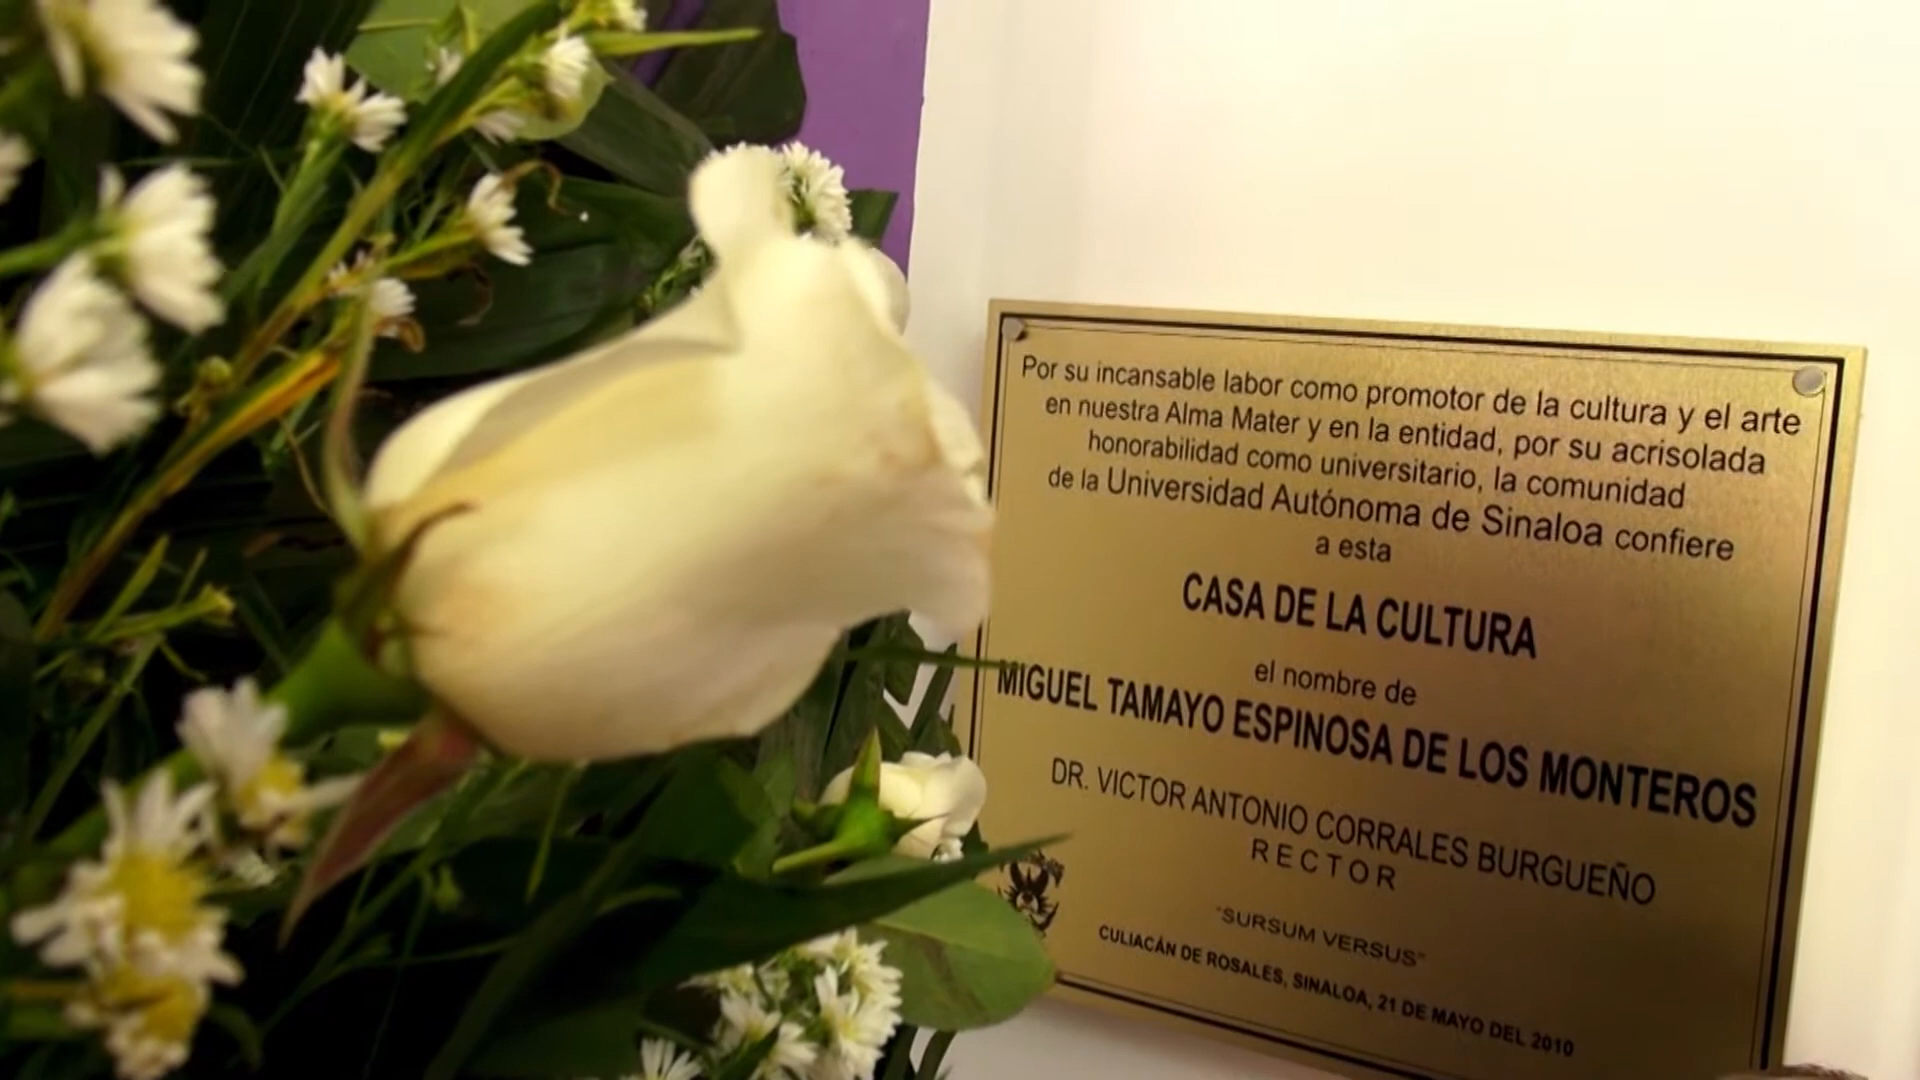 Por su incansable labor como promotor de la cultura y el arte
en nuestra Alma Mater y en la entidad, por su acrisolada
honorabilidad como universitario, la comunidad
de la Universidad Autónoma de Sinaloa confiere
a esta
CASA DE LA CULTURA
el nombre de
MIGUEL TAMAYO ESPINOSA DE LOS MONTEROS
DR. VICTOR ANTONIO CORRALES BURGUEÑO
RECTOR
"SURSUM VERSUS"
CULIACÁN DE ROSALES, SINALOA, 21 DE MAYO DEL 2010